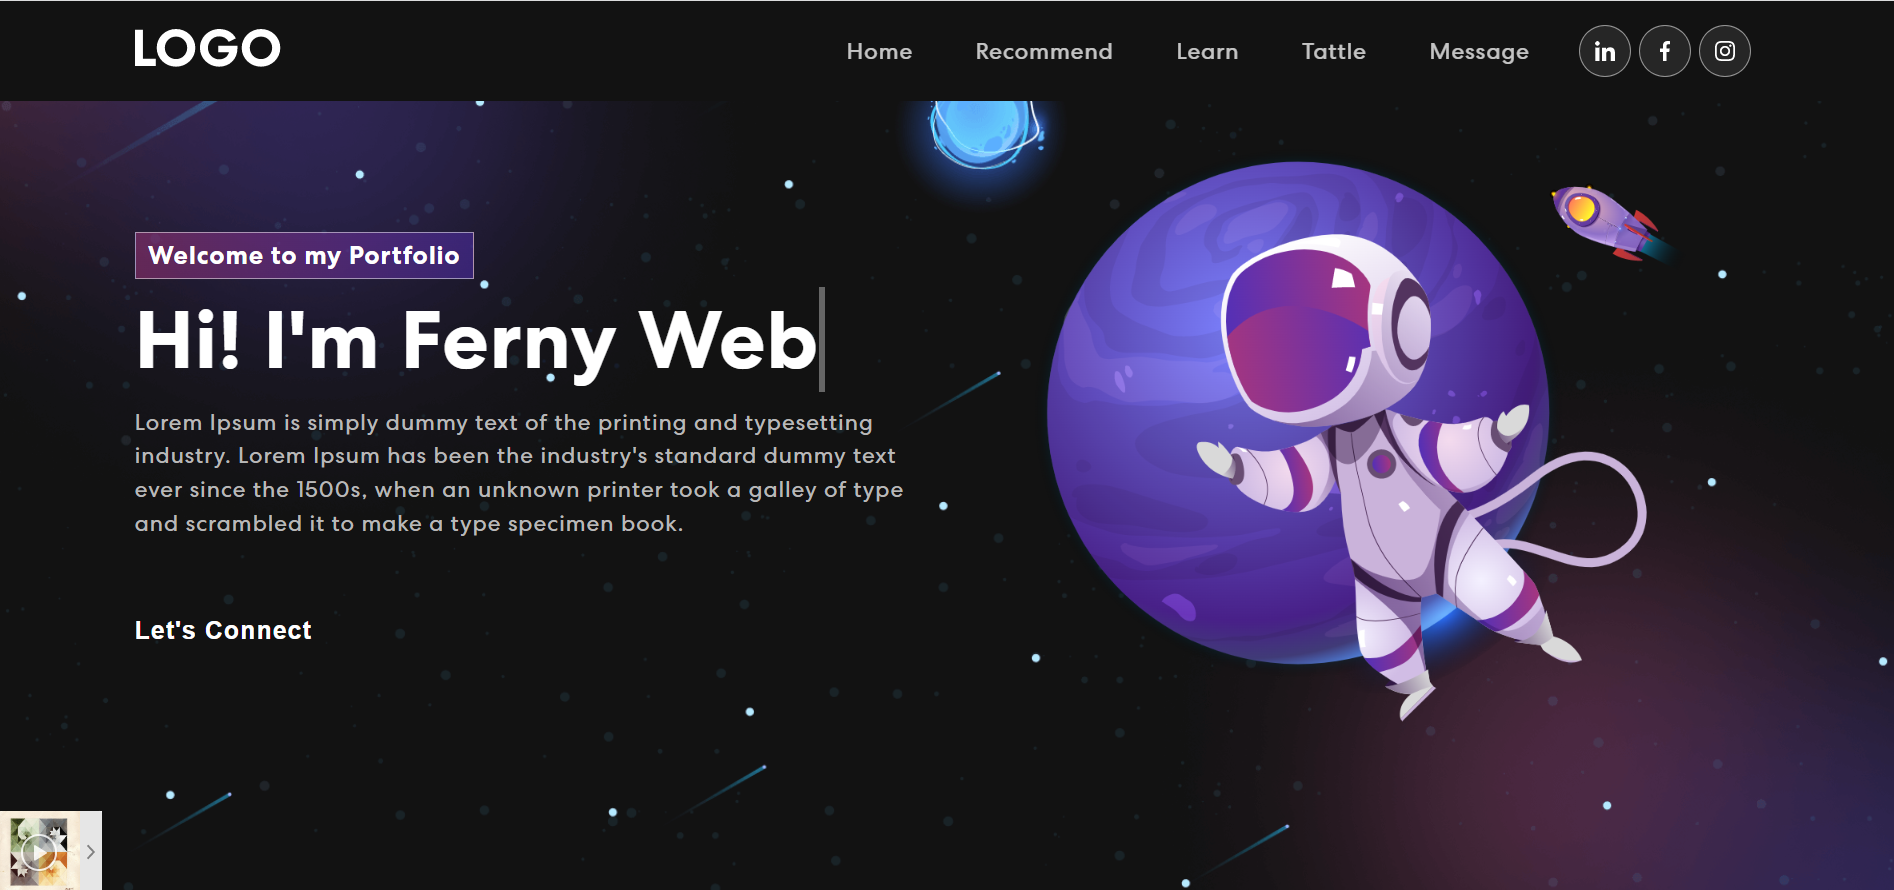 LOGO
Home Recommend Learn Tattle Message in f
Welcome to my Portfolio
Hi! I'm Ferny Web
Lorem Ipsum is simply dummy text of the printing and typesetting
industry. Lorem Ipsum has been the industry's standard dummy text
ever since the 1500s, when an unknown printer took a galley of type
and scrambled it to make a type specimen book.
Let's Connect